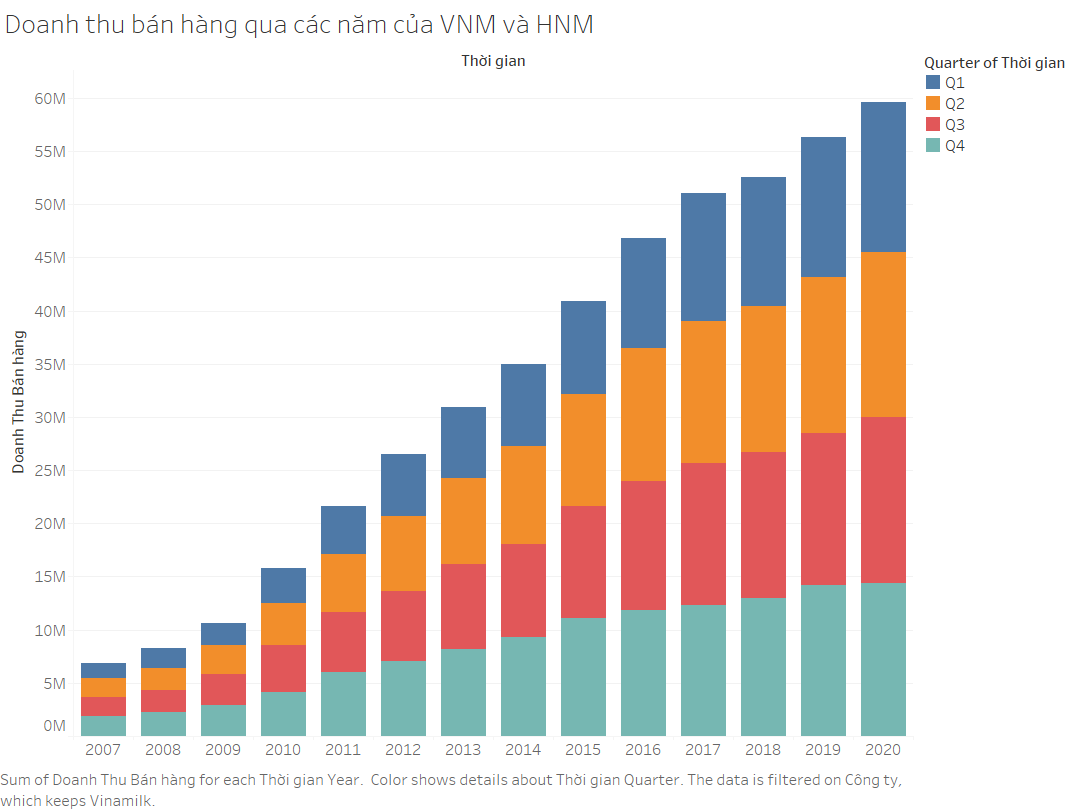 Doanh thu bán hàng qua các năm của VNM và HNM
Thời gian
Quarter of Thời gian
Q1
Q2
Q3
Q4
Doanh Thu Bán hàng
60M
55M
50M
45M
40M
35M
30M
25M
20M
15M
10M
5M
0M
2007 2008 2009 2010 2011 2012 2013 2014 2015 2016 2017 2018 2019 2020
Sum of Doanh Thu Bán hàng for each Thời gian Year.  Color shows details about Thời gian Quarter. The data is filtered on Công ty,
which keeps Vinamilk.